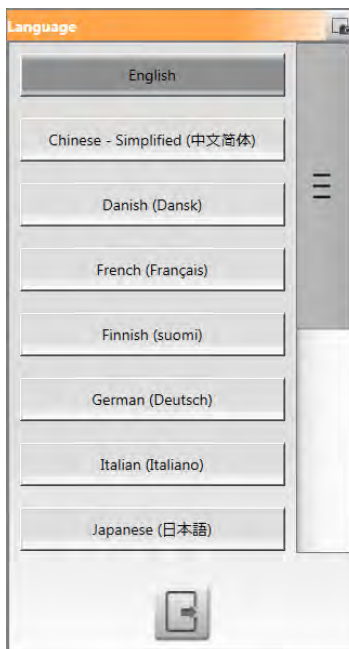 Language
English
Chinese - Simplified (中文简体)
Danish (Dansk)
French (Français)
Finnish (suomi)
German (Deutsch)
Italian (Italiano)
Japanese (日本語)